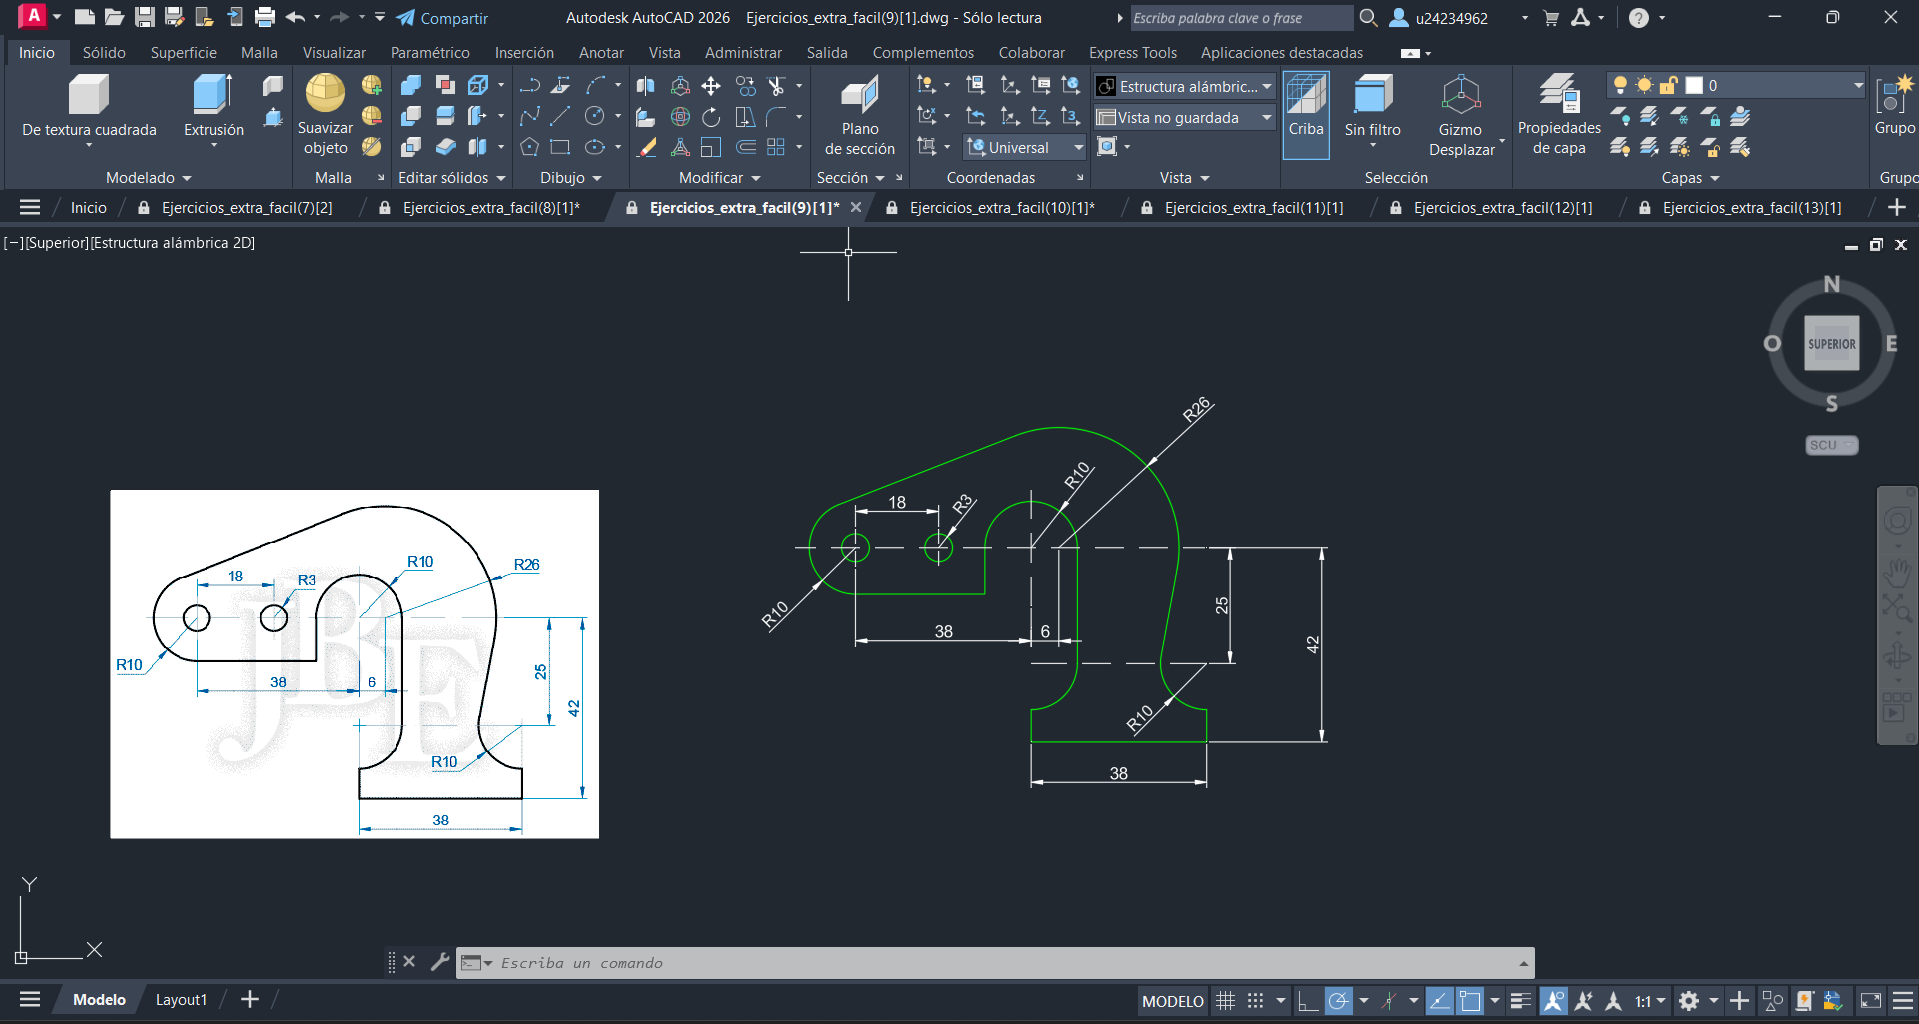 A Compartir Autodesk AutoCAD 2026 Ejercicios_extra_facil(9)[1].dwg - Sólo lectura Escriba palabra clave o frase u24234962 ?
Inicio Sólido Superficie Malla Visualizar Paramétrico Inserción Anotar Vista Administrar Salida Complementos Colaborar Express Tools Aplicaciones destacadas
De textura cuadrada Extrusión Suavizar objeto Plano de sección Universal Estructura alámbric... Vista no guardada Criba Sin filtro Gizmo Desplazar Propiedades de capa 0 Grupo
Modelado Malla Editar sólidos Dibujo Modificar Sección Coordenadas Vista Selección Capas Grupo
Inicio Ejercicios_extra_facil(7)[2] Ejercicios_extra_facil(8)[1]* Ejercicios_extra_facil(9)[1]* Ejercicios_extra_facil(10)[1]* Ejercicios_extra_facil(11)[1] Ejercicios_extra_facil(12)[1] Ejercicios_extra_facil(13)[1]
[−][Superior][Estructura alámbrica 2D]
N
O SUPERIOR E
S
SCU
18
R3
R10
R26
R10
38
6
25
42
R10
38
JBE
R26
R10
18
R3
R10
38
6
25
42
R10
38
Y
X
Escriba un comando
Modelo Layout1 MODELO 1:1